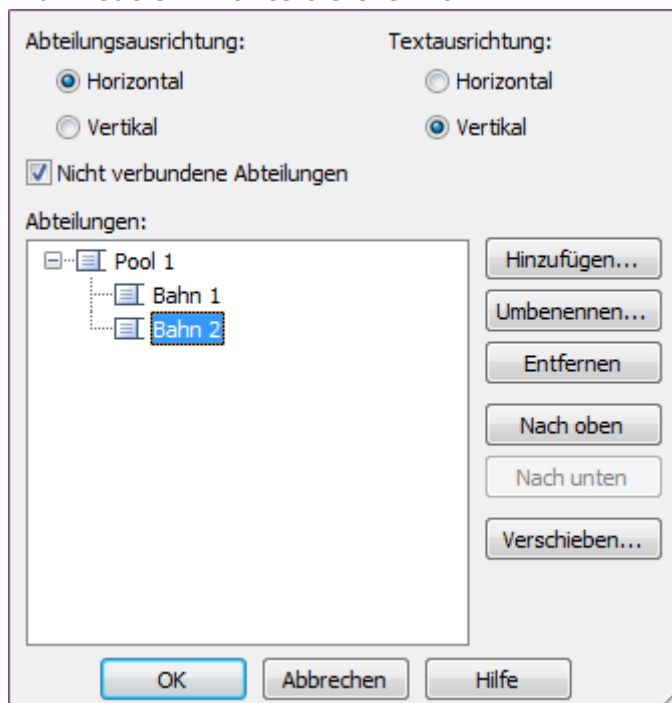 Abteilungsausrichtung:
Textausrichtung:
Horizontal
Horizontal
Vertikal
Vertikal
Nicht verbundene Abteilungen
Abteilungen:
Pool 1
Bahn 1
Bahn 2
Hinzufügen...
Umbenennen...
Entfernen
Nach oben
Nach unten
Verschieben...
OK
Abbrechen
Hilfe